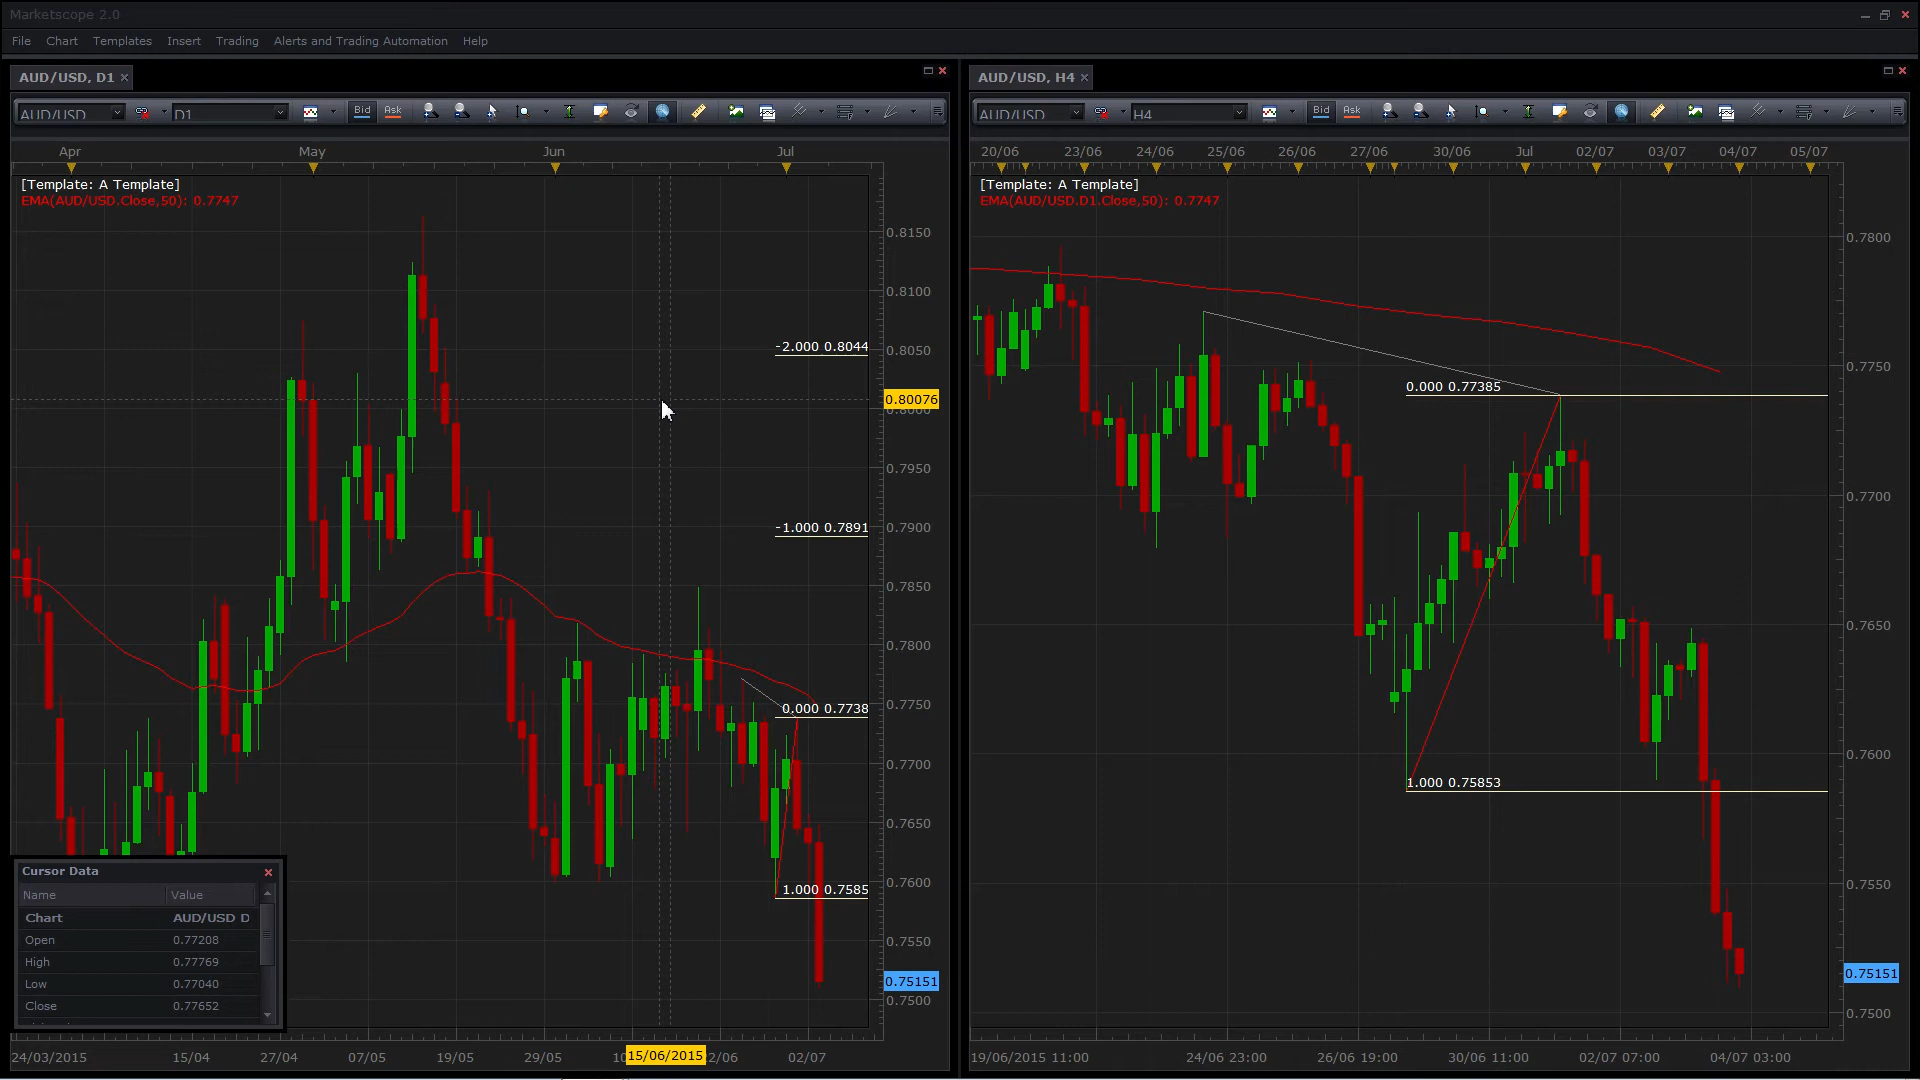 Marketscope 2.0
File Chart Templates Insert Trading Alerts and Trading Automation Help
AUD/USD, D1
AUD/USD D1 Bid Ask
Apr May Jun Jul
[Template: A Template]
EMA(AUD/USD.Close,50): 0.7747
-2.000 0.8044
-1.000 0.7891
0.000 0.7738
1.000 0.7585
0.8150
0.8100
0.8050
0.80076
0.8000
0.7950
0.7900
0.7850
0.7800
0.7750
0.7700
0.7650
0.7600
0.7550
0.75151
0.7500
Cursor Data
Name Value
Chart AUD/USD D
Open 0.77208
High 0.77769
Low 0.77040
Close 0.77652
24/03/2015 15/04 27/04 07/05 19/05 29/05 15/06/2015 2/06 02/07
AUD/USD, H4
AUD/USD H4 Bid Ask
20/06 23/06 24/06 25/06 26/06 27/06 30/06 Jul 02/07 03/07 04/07 05/07
[Template: A Template]
EMA(AUD/USD.D1.Close,50): 0.7747
0.000 0.77385
1.000 0.75853
0.7800
0.7750
0.7700
0.7650
0.7600
0.7550
0.75151
0.7500
19/06/2015 11:00 24/06 23:00 26/06 19:00 30/06 11:00 02/07 07:00 04/07 03:00